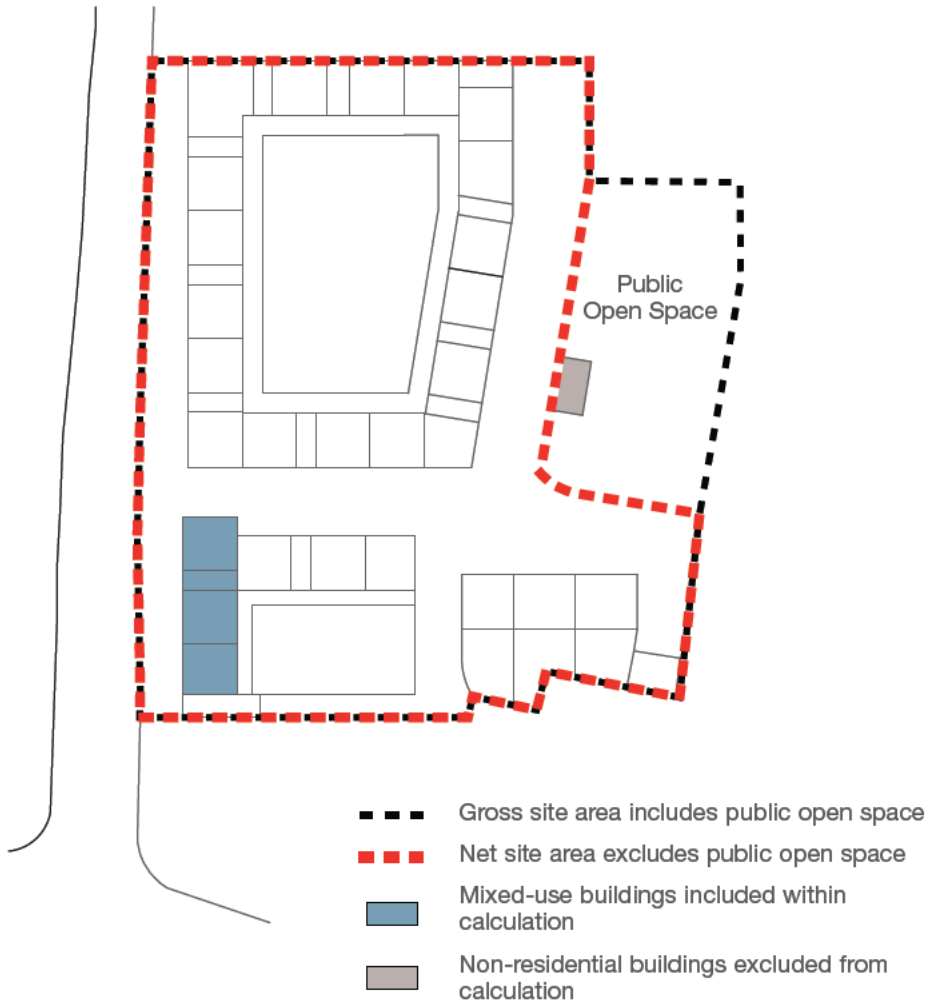 Public
Open Space
Gross site area includes public open space
Net site area excludes public open space
Mixed-use buildings included within
calculation
Non-residential buildings excluded from
calculation